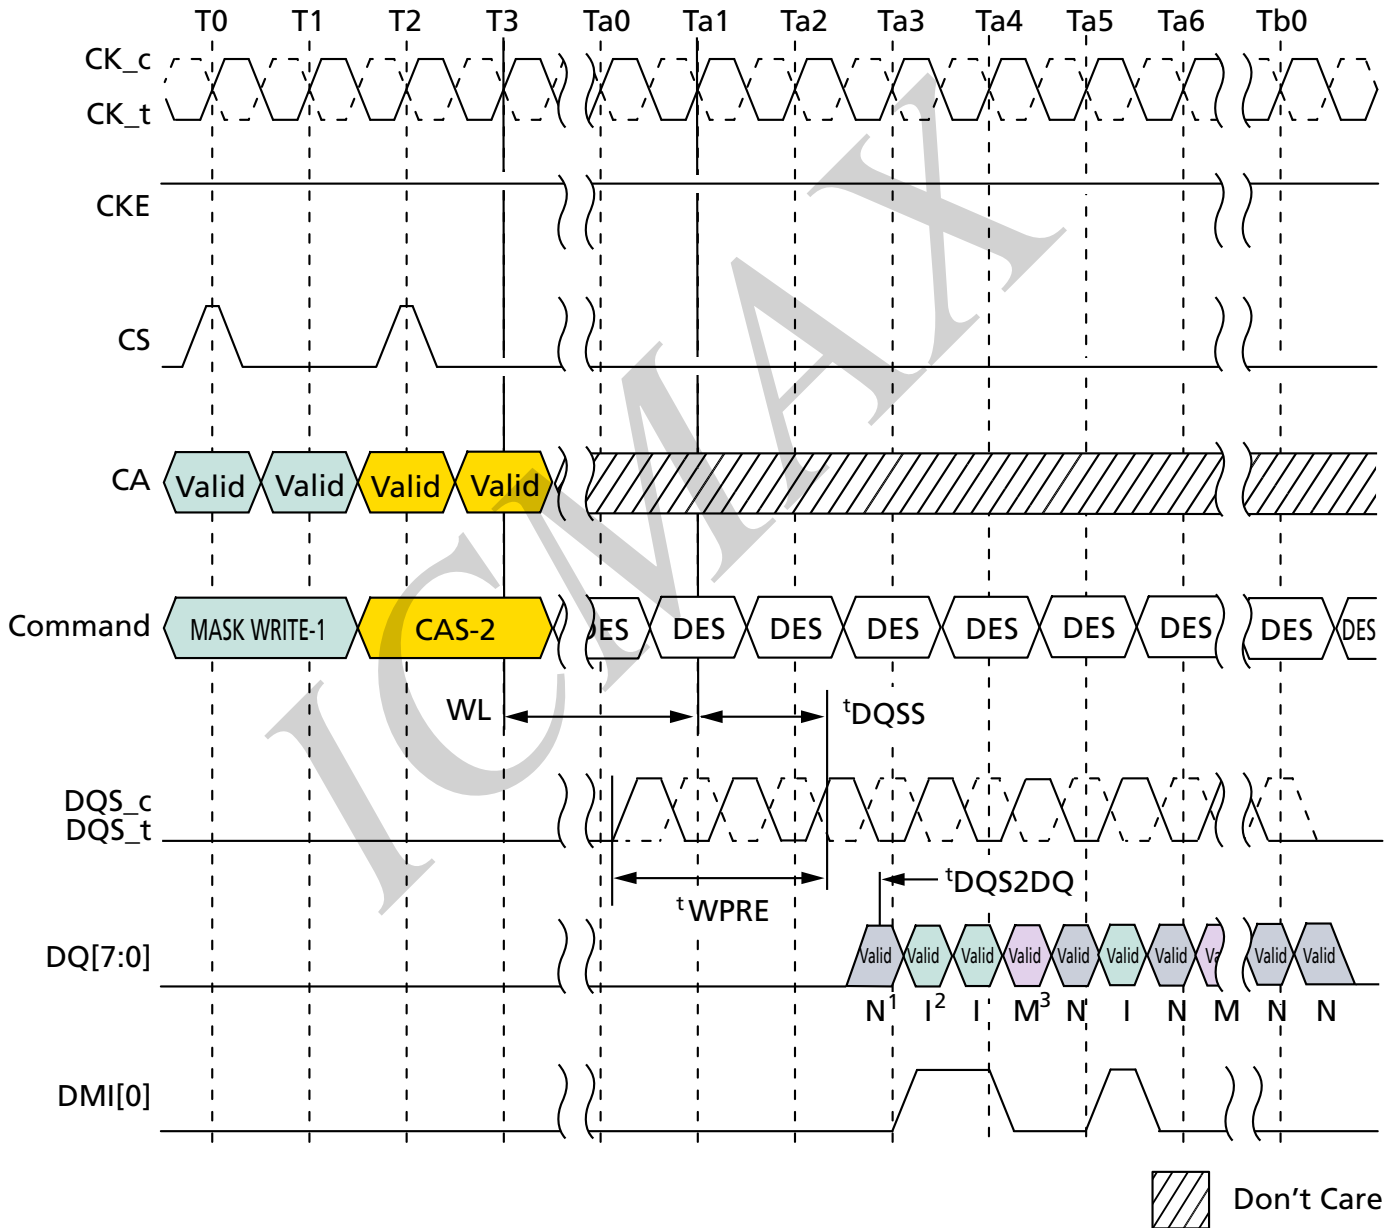 T0 T1 T2 T3 Ta0 Ta1 Ta2 Ta3 Ta4 Ta5 Ta6 Tb0
CK_c
CK_t
CKE
CS
CA Valid Valid Valid Valid
Command MASK WRITE-1 CAS-2 DES DES DES DES DES DES DES DES DES
WL tDQSS
DQS_c
DQS_t
tDQS2DQ
tWPRE
DQ[7:0] Valid Valid Valid Valid Valid Valid Valid Valid Valid
N1 I2 I M3 N I N M N N
DMI[0]
Don't Care
ICMAX